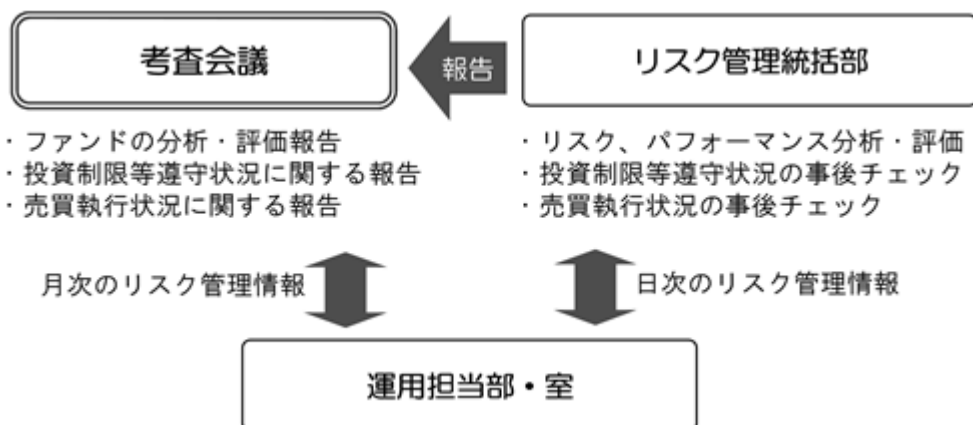 考査会議
報告
リスク管理統括部
・ファンドの分析・評価報告
・投資制限等遵守状況に関する報告
・売買執行状況に関する報告
・リスク、パフォーマンス分析・評価
・投資制限等遵守状況の事後チェック
・売買執行状況の事後チェック
月次のリスク管理情報
日次のリスク管理情報
運用担当部・室